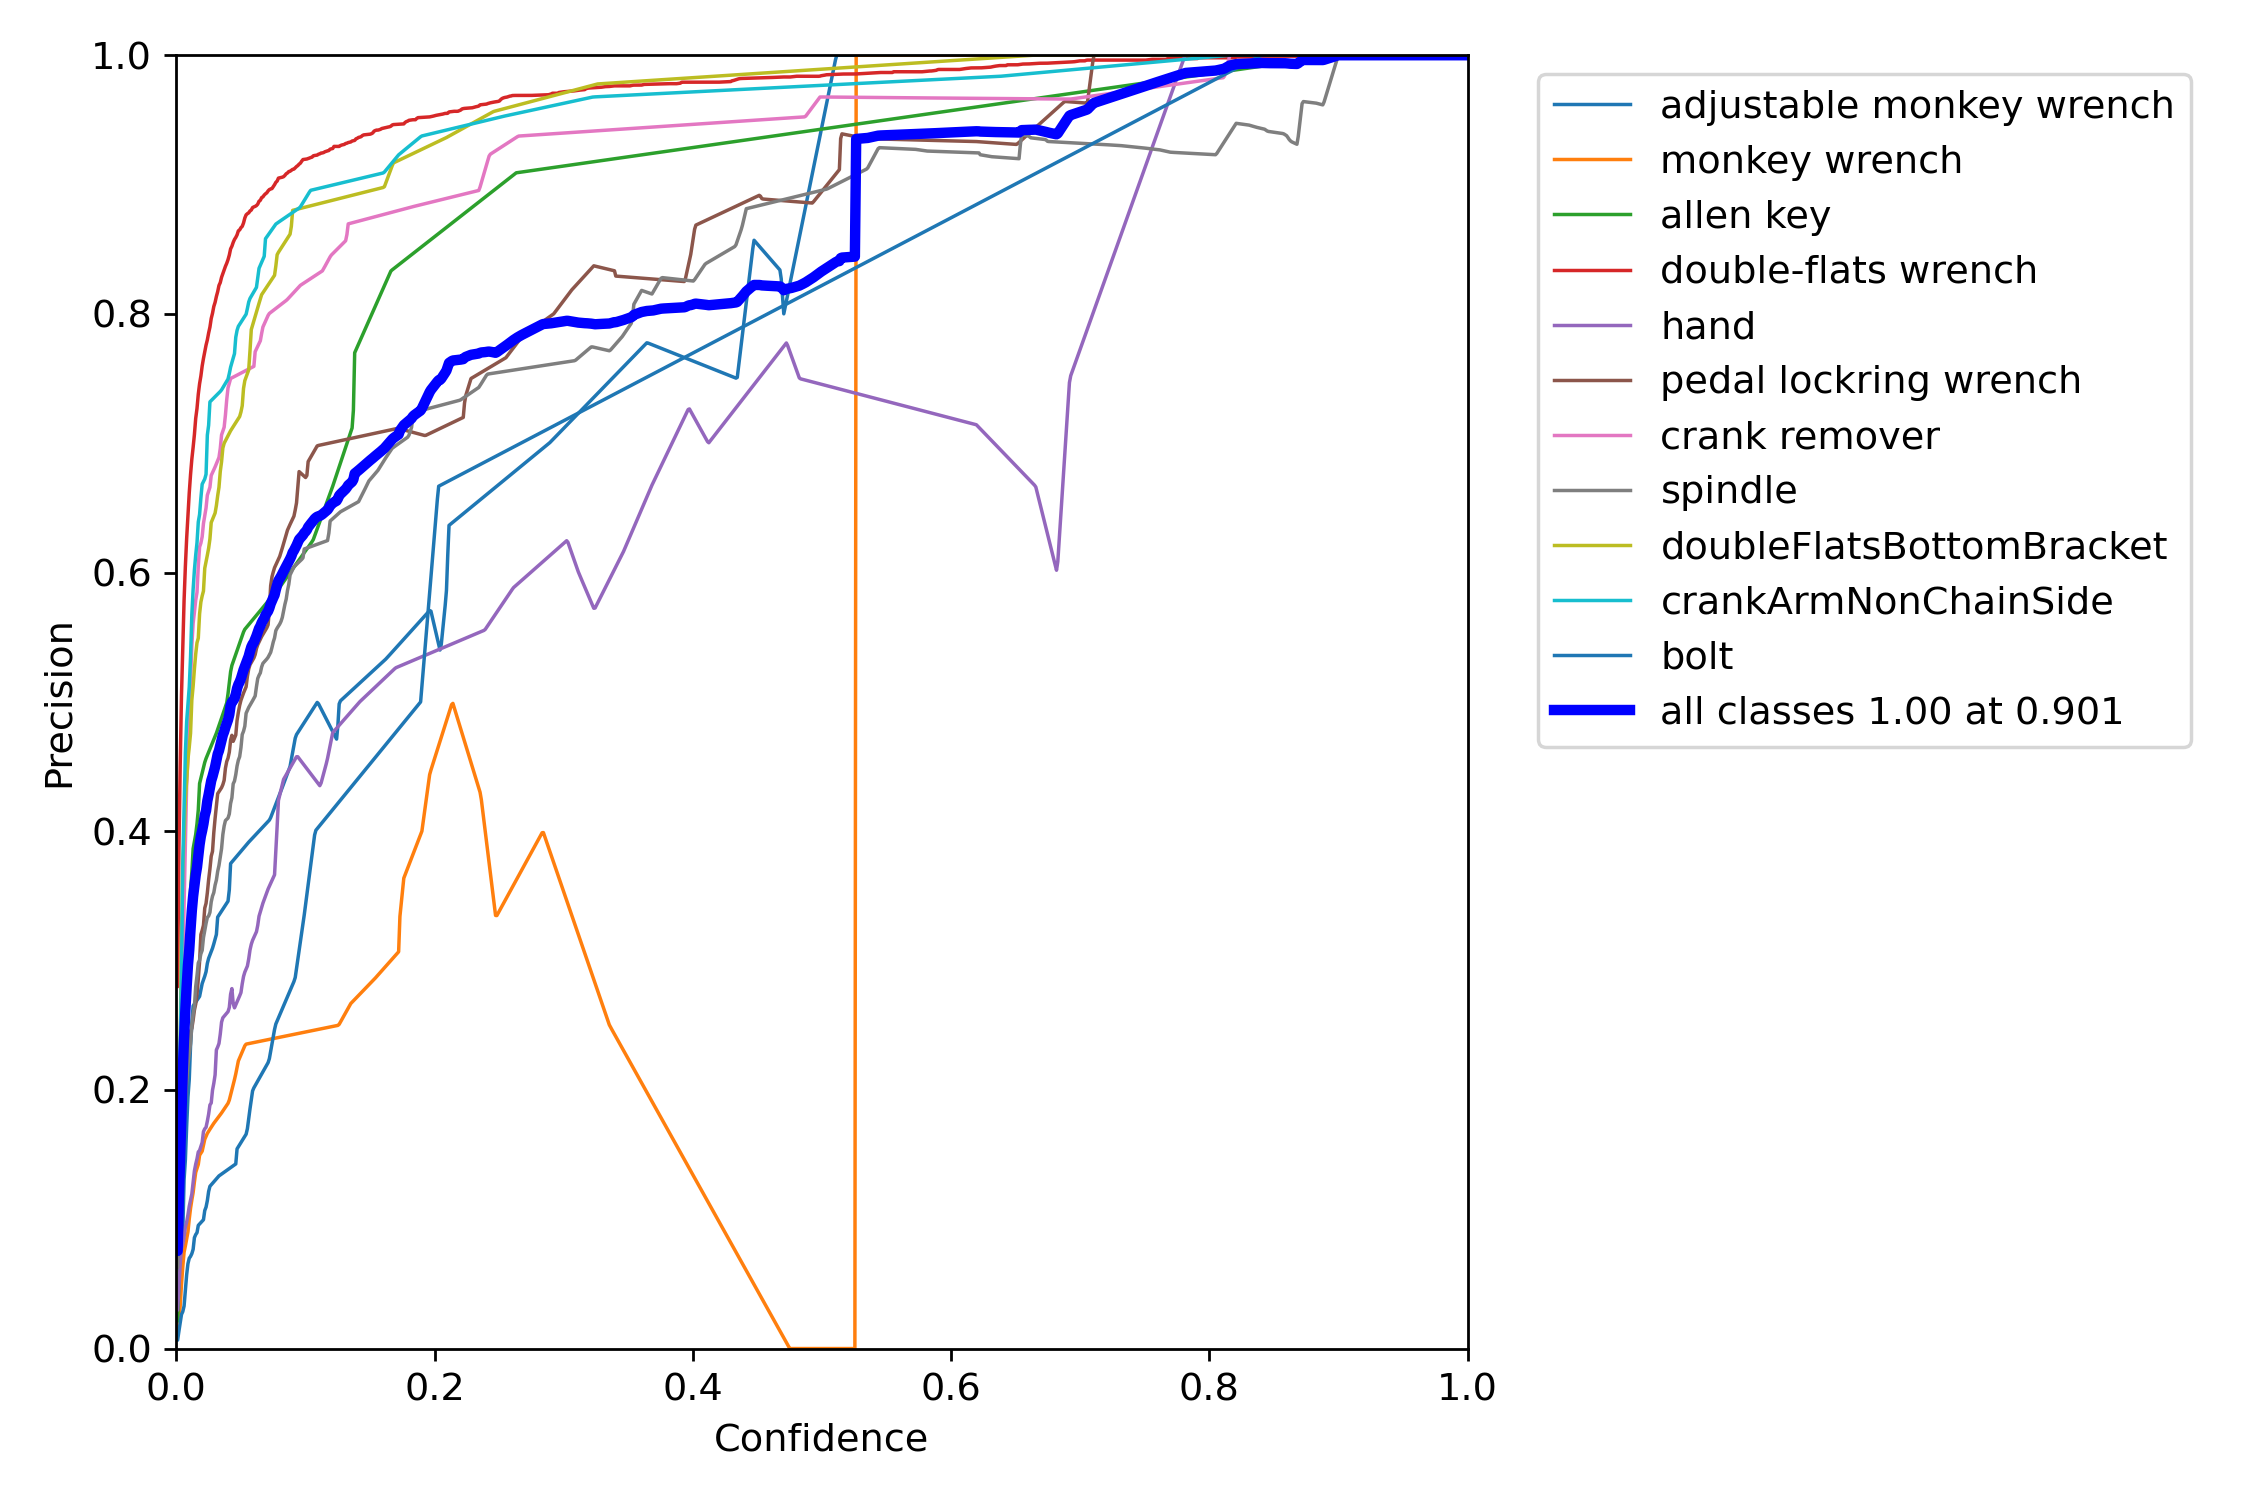 1.0
0.8
0.6
0.4
0.2
0.0
Precision
0.0 0.2 0.4 0.6 0.8 1.0
Confidence
adjustable monkey wrench
monkey wrench
allen key
double-flats wrench
hand
pedal lockring wrench
crank remover
spindle
doubleFlatsBottomBracket
crankArmNonChainSide
bolt
all classes 1.00 at 0.901